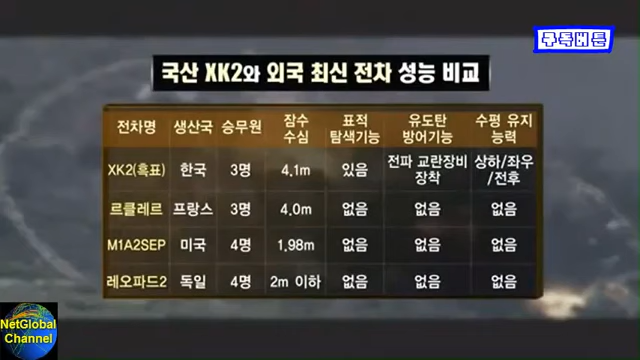 구독버튼
국산 XK2와 외국 최신 전차 성능 비교
전차명 생산국 승무원 잠수 수심 표적 탐색기능 유도탄 방어기능 수평 유지 능력
XK2(흑표) 한국 3명 4.1m 있음 전파 교란장비 장착 상하/좌우 /전후
르클레르 프랑스 3명 4.0m 없음 없음 없음
M1A2SEP 미국 4명 1.98m 없음 없음 없음
레오파드2 독일 4명 2m 이하 없음 없음 없음
NetGlobal
Channel